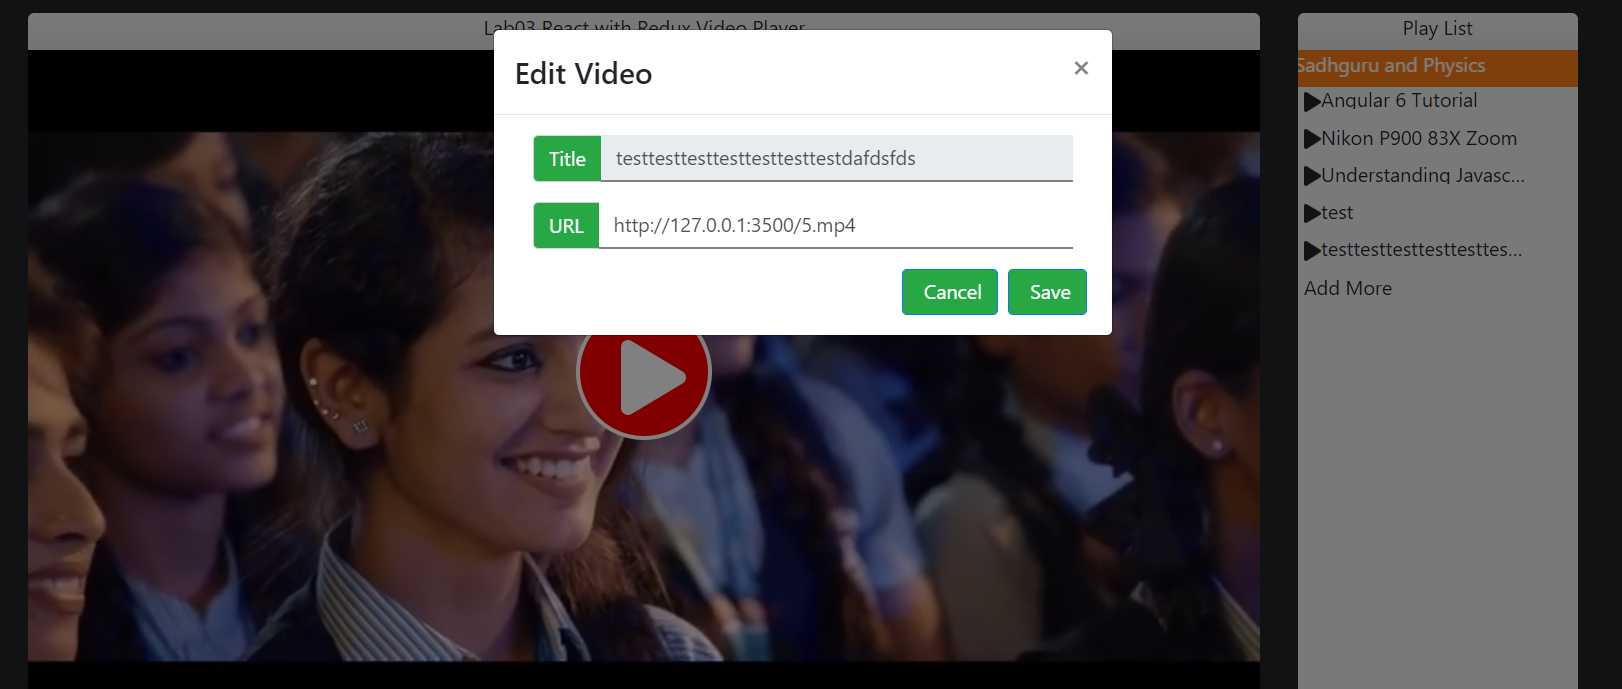 Lab03 React with Redux Video Player
Edit Video
×
Title testtesttesttesttesttesttestdafdsfds
URL http://127.0.0.1:3500/5.mp4
Cancel Save
Play List
Sadhguru and Physics
Angular 6 Tutorial
Nikon P900 83X Zoom
Understanding Javasc...
test
testtesttesttesttesttes...
Add More